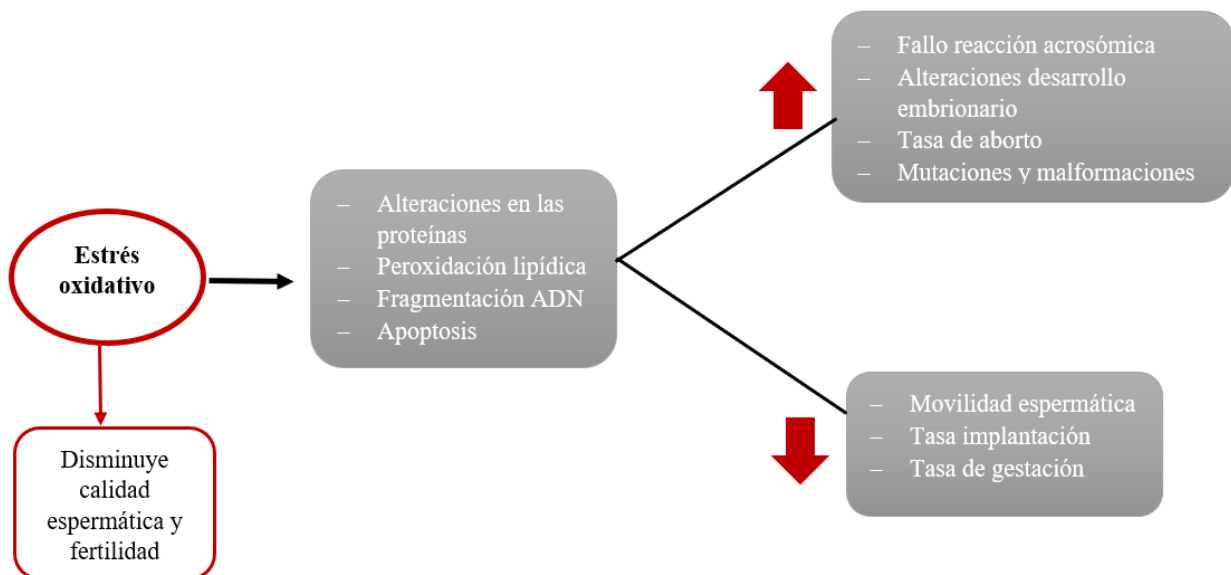 Estrés
oxidativo
Disminuye
calidad
espermática y
fertilidad
– Alteraciones en las
proteínas
– Peroxidación lipídica
– Fragmentación ADN
– Apoptosis
– Fallo reacción acrosómica
– Alteraciones desarrollo
embrionario
– Tasa de aborto
– Mutaciones y malformaciones
– Movilidad espermática
– Tasa implantación
– Tasa de gestación